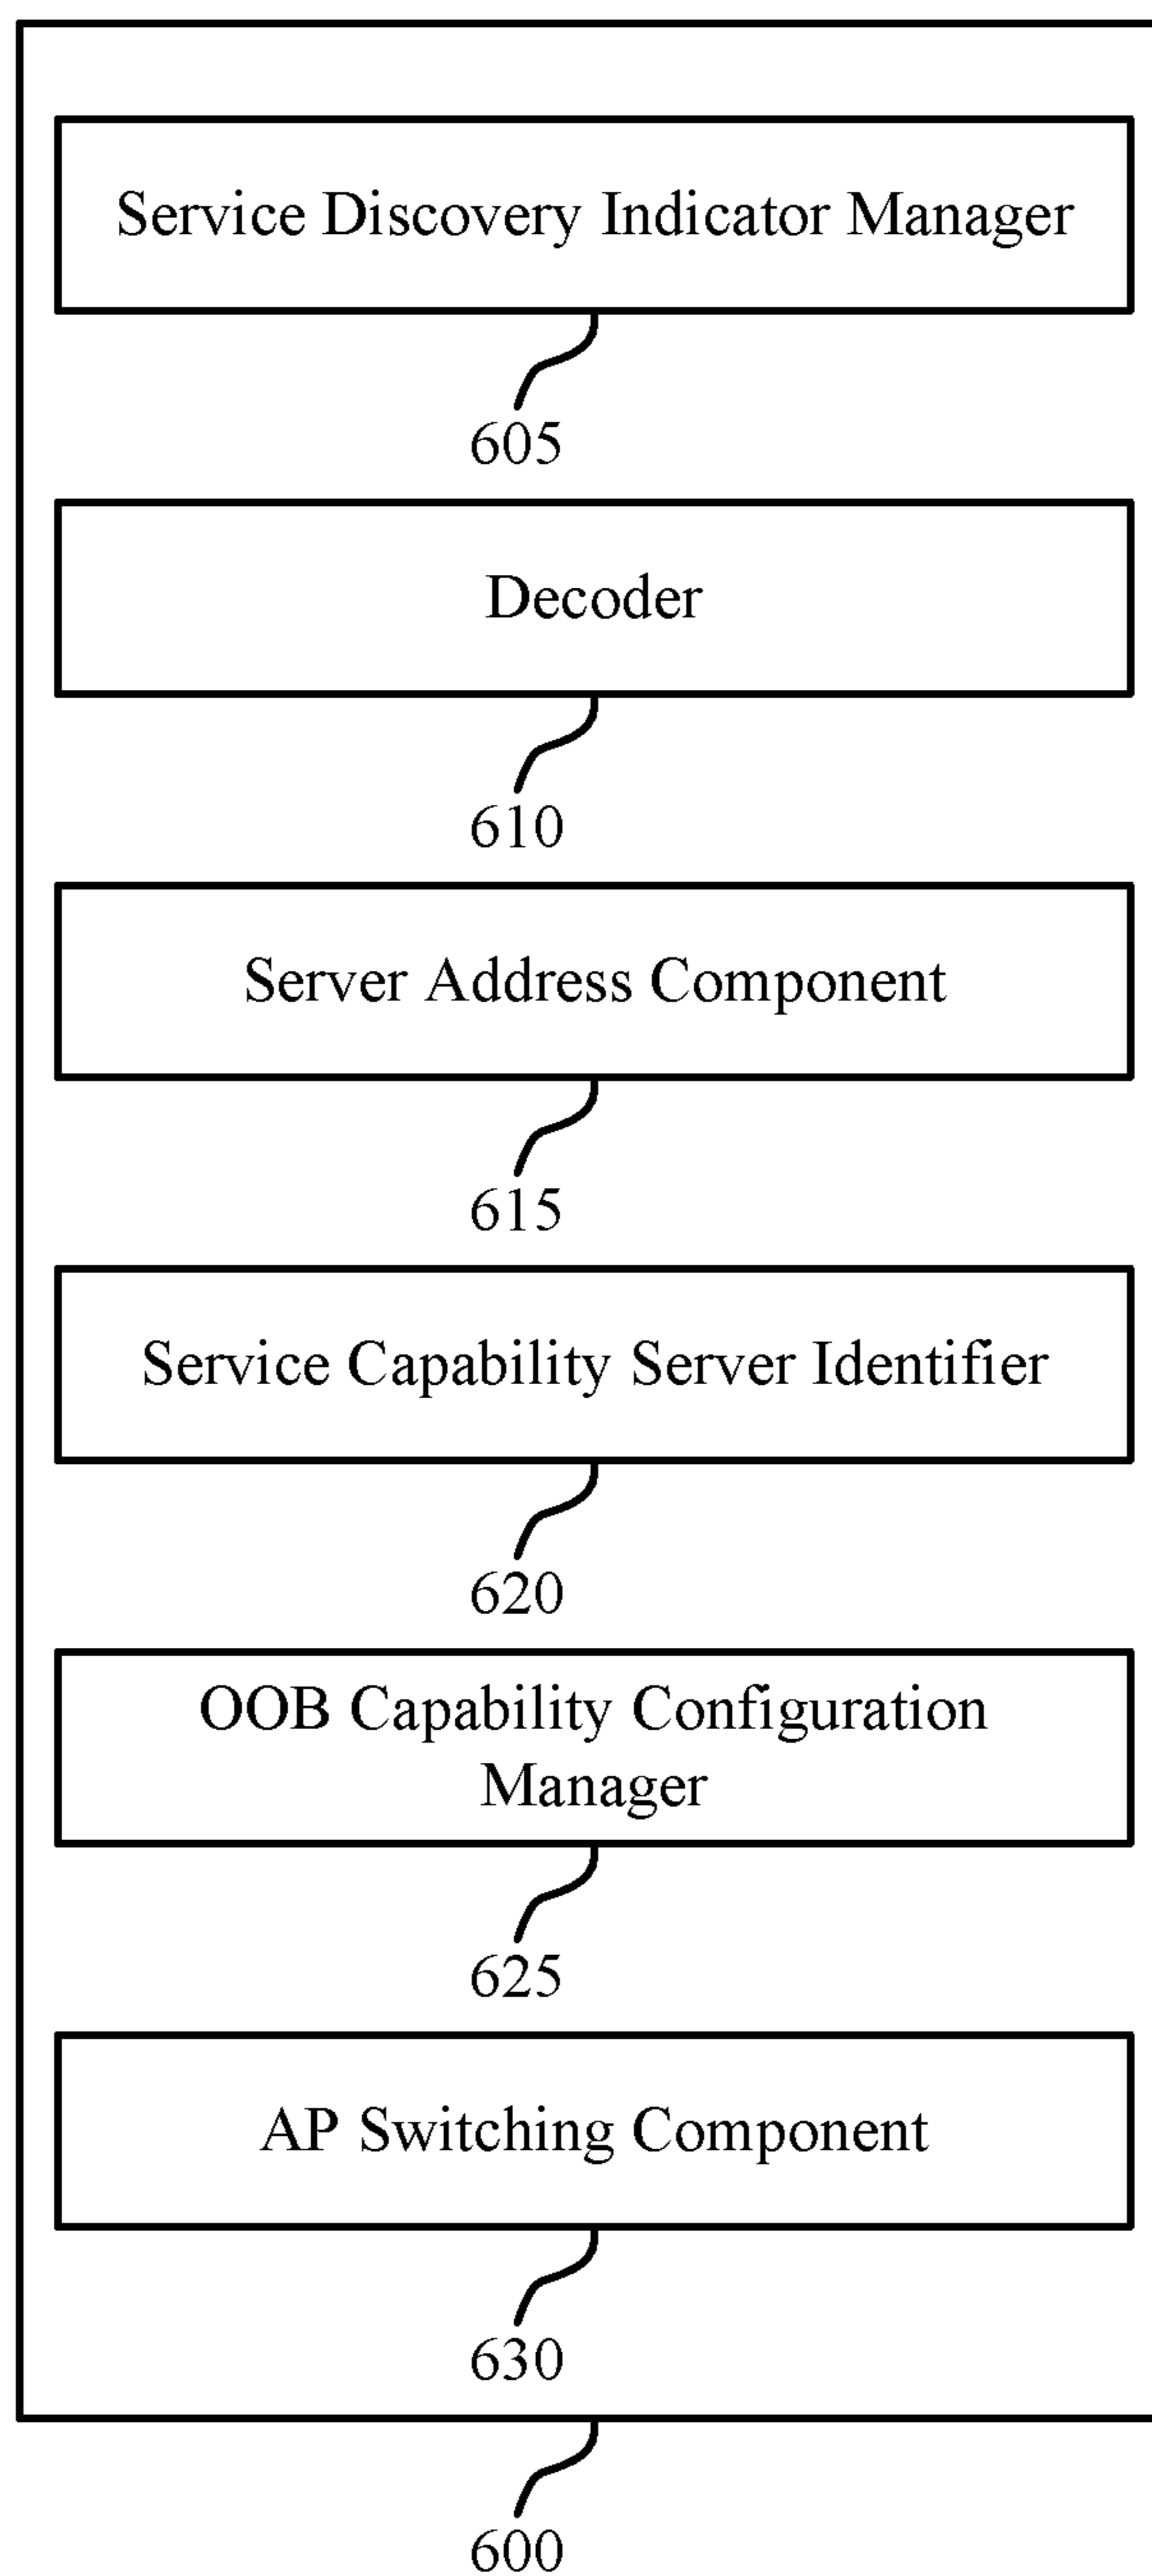 Service Discovery Indicator Manager
605
Decoder
610
Server Address Component
615
Service Capability Server Identifier
620
OOB Capability Configuration
Manager
625
AP Switching Component
630
600